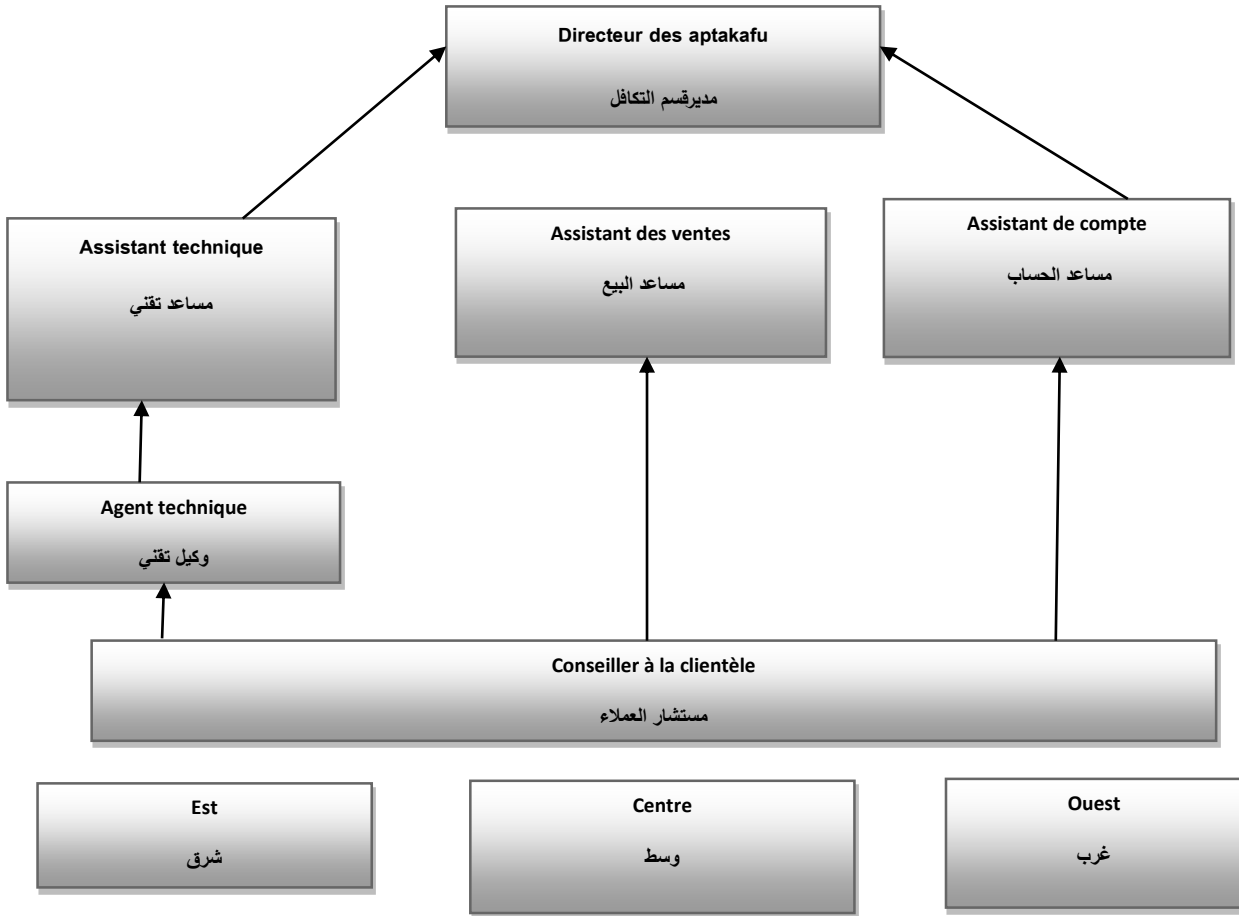 Directeur des aptakafu
مديرقسم التكافل
Assistant technique
مساعد تقني
Assistant des ventes
مساعد البيع
Assistant de compte
مساعد الحساب
Agent technique
وكيل تقني
Conseiller à la clientèle
مستشار العملاء
Est
شرق
Centre
وسط
Ouest
غرب